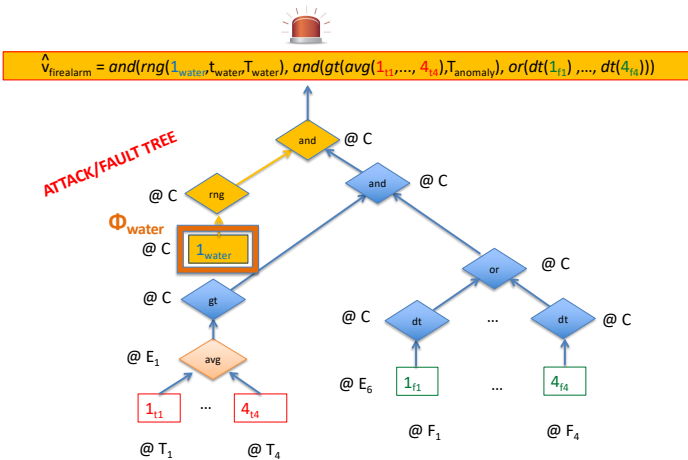 v̂firealarm = and(rng(1water,twater,Twater), and(gt(avg(1t1,..., 4t4),Tanomaly), or(dt(1f1) ,..., dt(4f4)))
ATTACK/FAULT TREE
and @ C
@ C rng and @ C
Φwater
@ C 1water
or @ C
@ C gt
@ C dt ... dt @ C
@ E1 avg
@ E6 1f1 ... 4f4
1t1 ... 4t4
@ F1 @ F4
@ T1 @ T4